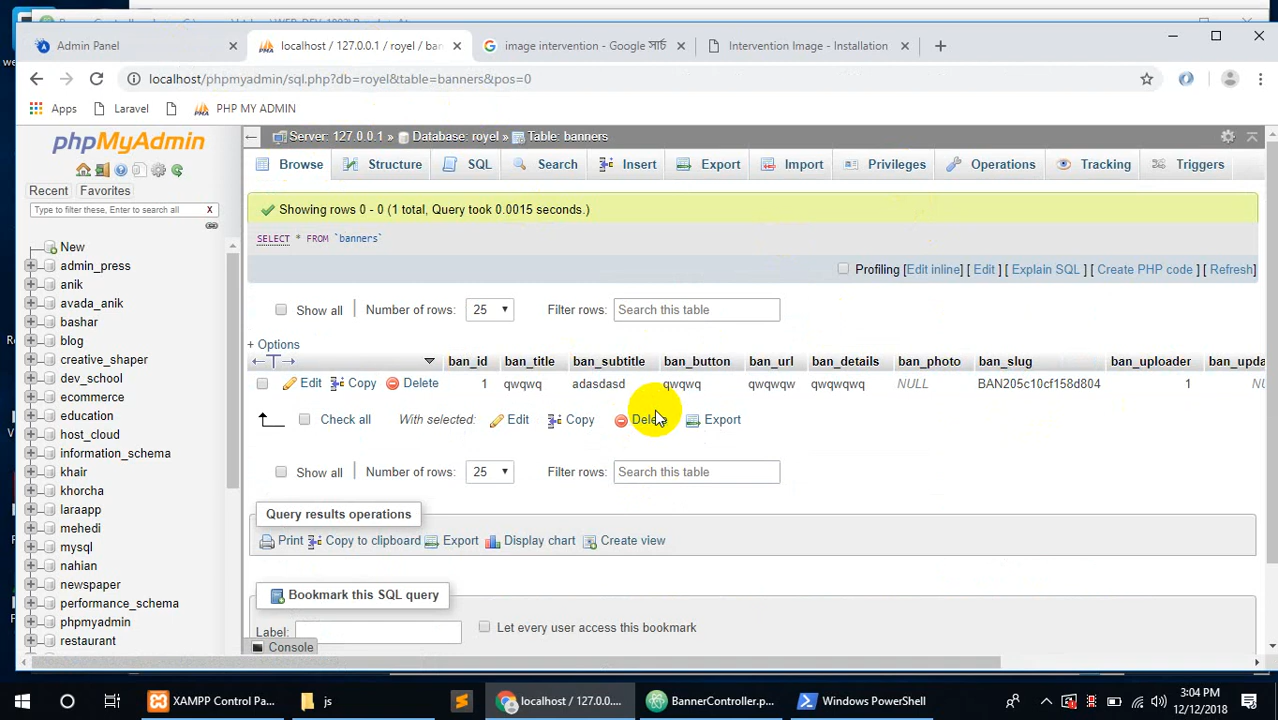 Admin Panel
localhost / 127.0.0.1 / royel / ban
image intervention - Google সার্চ
Intervention Image - Installation
localhost/phpmyadmin/sql.php?db=royel&table=banners&pos=0
Apps Laravel PHP MY ADMIN
phpMyAdmin
Recent Favorites
Type to filter these, Enter to search all X
New
admin_press
anik
avada_anik
bashar
blog
creative_shaper
dev_school
ecommerce
education
host_cloud
information_schema
khair
khorcha
laraapp
mehedi
mysql
nahian
newspaper
performance_schema
phpmyadmin
restaurant
Server: 127.0.0.1 » Database: royel » Table: banners
Browse Structure SQL Search Insert Export Import Privileges Operations Tracking Triggers
Showing rows 0 - 0 (1 total, Query took 0.0015 seconds.)
SELECT * FROM `banners`
Profiling [Edit inline] [ Edit ] [ Explain SQL ] [ Create PHP code ] [ Refresh]
Show all Number of rows: 25 Filter rows: Search this table
+ Options
ban_id ban_title ban_subtitle ban_button ban_url ban_details ban_photo ban_slug ban_uploader ban_upda
Edit Copy Delete 1 qwqwq adasdasd qwqwq qwqwqw qwqwqwq NULL BAN205c10cf158d804 1 NU
Check all With selected: Edit Copy Delete Export
Show all Number of rows: 25 Filter rows: Search this table
Query results operations
Print Copy to clipboard Export Display chart Create view
Bookmark this SQL query
Label: Let every user access this bookmark
Console
XAMPP Control Pa... js localhost / 127.0.0.... BannerController.p... Windows PowerShell
3:04 PM
12/12/2018